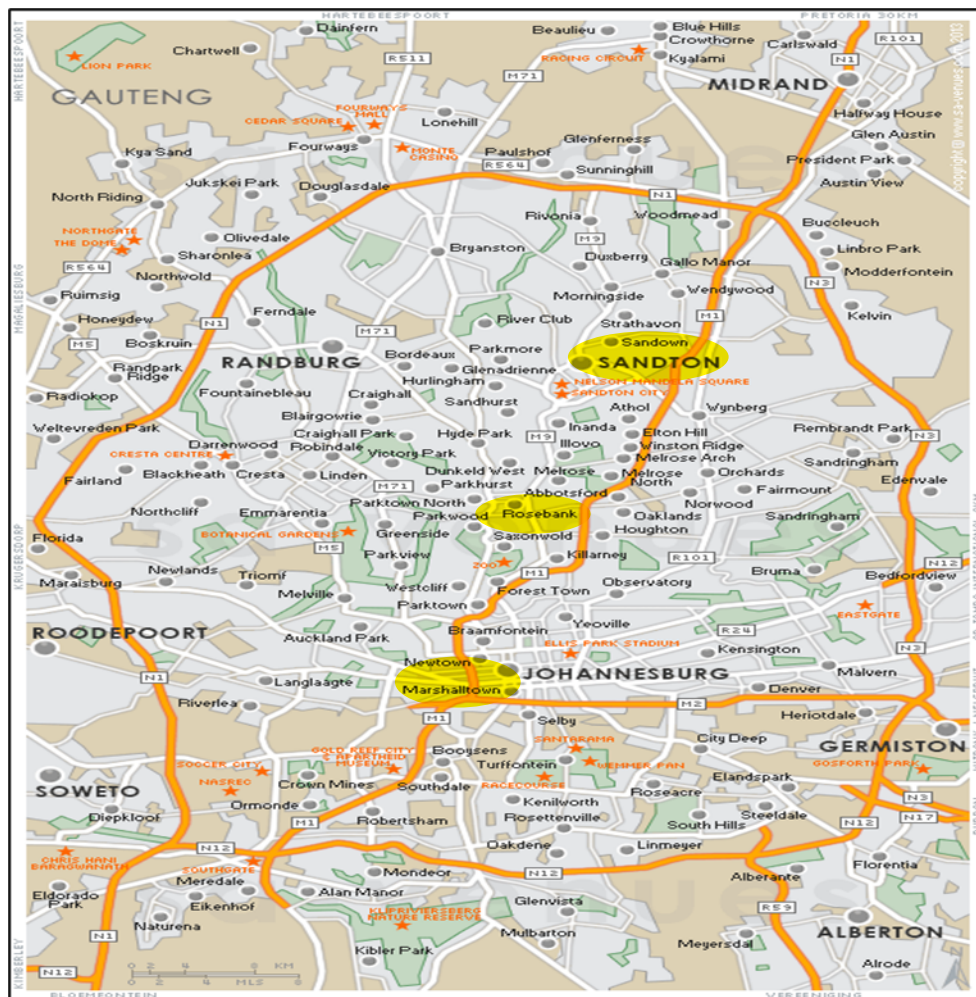 HARTEBEESPOORT
PRETORIA 30KM
HARTEBEESPOORT
Dainfern
Beaulieu
Blue Hills
Crowthorne
Carlswald
R101
Chartwell
R511
RACING CIRCUIT
Kyalami
N1
LION PARK
M71
MIDRAND
GAUTENG
FOURWAYS
MALL
CEDAR SQUARE
Lonehill
Halfway House
Glenferness
Glen Austin
Kya Sand
Fourways
MONTE
CASINO
Paulshof
R564
Sunninghill
President Park
Austin View
Jukskei Park
Douglasdale
North Riding
N1
Rivonia
Woodmead
Buccleuch
NORTHGATE
THE DOME
Olivedale
Bryanston
M9
Linbro Park
R564
Sharonlea
Duxberry
Gallo Manor
Modderfontein
Northwold
N3
Ruimsig
Morningside
Wendywood
MAGALIESBURG
Honeydew
N1
Ferndale
M71
River Club
Strathavon
M1
Kelvin
M5
Boskruin
Sandown
RANDBURG
Bordeaux
Parkmore
SANDTON
Randpark
Ridge
Glenadrienne
Hurlingham
NELSON MANDELA SQUARE
SANDTON CITY
Radiokop
Fountainebleau
Craighall
Sandhurst
Athol
Wynberg
Blairgowrie
Inanda
Weltevreden Park
Craighall Park
Hyde Park
M9
Elton Hill
Rembrandt Park
N3
Darrenwood
Robindale
Illovo
Winston Ridge
CRESTA CENTRE
Victory Park
Melrose Arch
Sandringham
Blackheath
Cresta
Linden
Dunkeld West
Melrose
Melrose
North
Orchards
Fairland
M71
Parkhurst
Abbotsford
Fairmount
Edenvale
Parktown North
Norwood
Northcliff
Emmarentia
Parkwood
Rosebank
Oaklands
Sandringham
BOTANICAL GARDENS
Greenside
Saxonwold
Houghton
Florida
M5
Parkview
Killarney
R101
KRUGERSDORP
ZOO
M1
Bruma
N12
Newlands
Triomf
Westcliff
Forest Town
Observatory
Bedfordview
Maraisburg
Melville
Parktown
EASTGATE
Yeoville
ROODEPOORT
Auckland Park
Braamfontein
R24
ELLIS PARK STADIUM
N3
Kensington
Newtown
N1
Langlaagte
JOHANNESBURG
Malvern
Marshalltown
Denver
Riverlea
M2
M1
Selby
Heriotdale
GOLD REEF CITY
& APARTHEID
MUSEUM
Booysens
SANTARAMA
City Deep
GERMISTON
SOCCER CITY
Turffontein
WEMMER PAN
GOSFORTH PARK
NASREC
Crown Mines
Southdale
RACECOURSE
Elandspark
SOWETO
Roseacre
Ormonde
Kenilworth
N3
Diepkloof
M1
Robertsham
Rosettenville
South Hills
Steeldale
N17
N12
Oakdene
Linmeyer
N12
CHRIS HANI
BARAGWANATH
SOUTHGATE
Mondeor
Florentia
N12
Alberante
Eldorado
Park
Meredale
Alan Manor
Eikenhof
Glenvista
R59
KLIPRIVIERSBERG
NATURE RESERVE
Naturena
N1
Mulbarton
Meyersdal
ALBERTON
Kibler Park
KIMBERLEY
N12
KM
MLS
Alrode
BLOEMFONTEIN
VEREENIGING
copyright @ www.sa-venues.com 2013